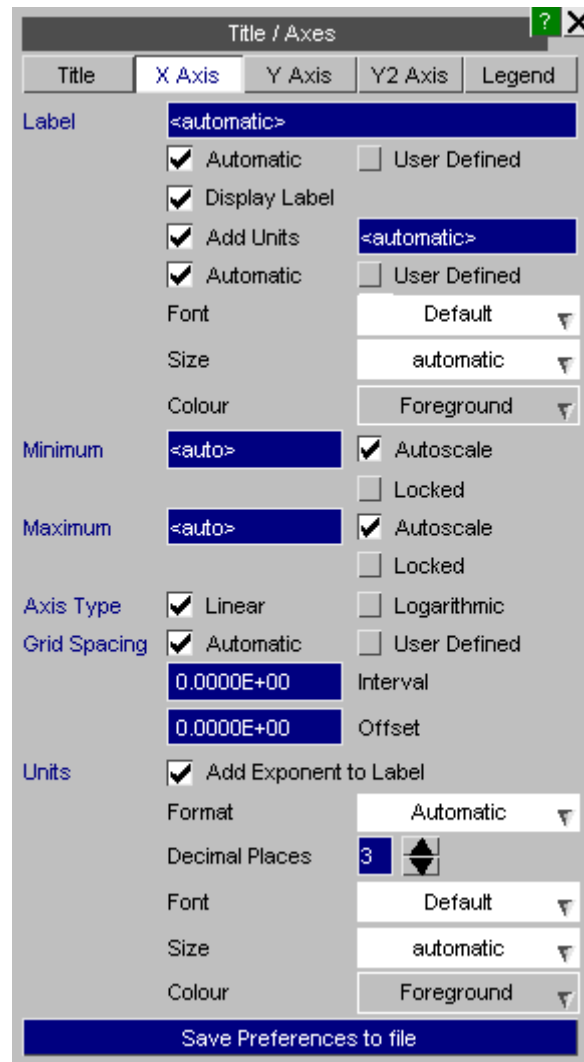 Title / Axes ?
Title X Axis Y Axis Y2 Axis Legend
Label <automatic>
Automatic User Defined
Display Label
Add Units <automatic>
Automatic User Defined
Font Default
Size automatic
Colour Foreground
Minimum <auto> Autoscale
Locked
Maximum <auto> Autoscale
Locked
Axis Type Linear Logarithmic
Grid Spacing Automatic User Defined
0.0000E+00 Interval
0.0000E+00 Offset
Units Add Exponent to Label
Format Automatic
Decimal Places 3
Font Default
Size automatic
Colour Foreground
Save Preferences to file